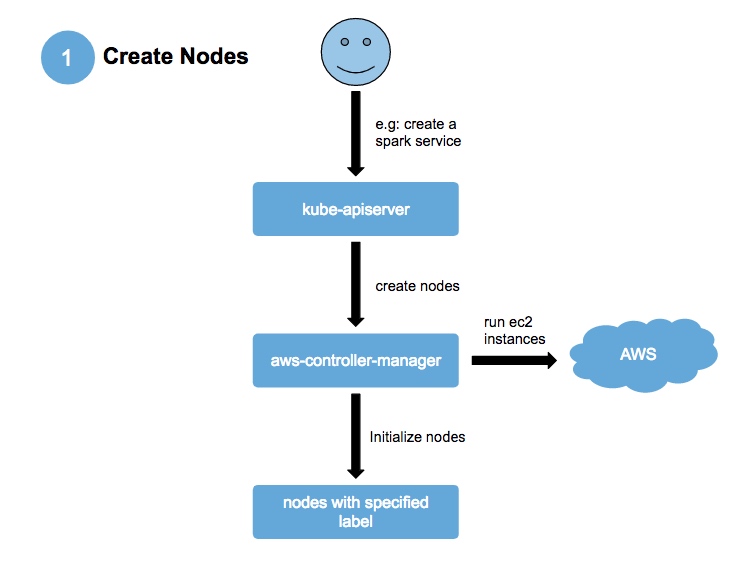 1
Create Nodes
e.g: create a
spark service
kube-apiserver
create nodes
run ec2
instances
aws-controller-manager
AWS
Initialize nodes
nodes with specified
label